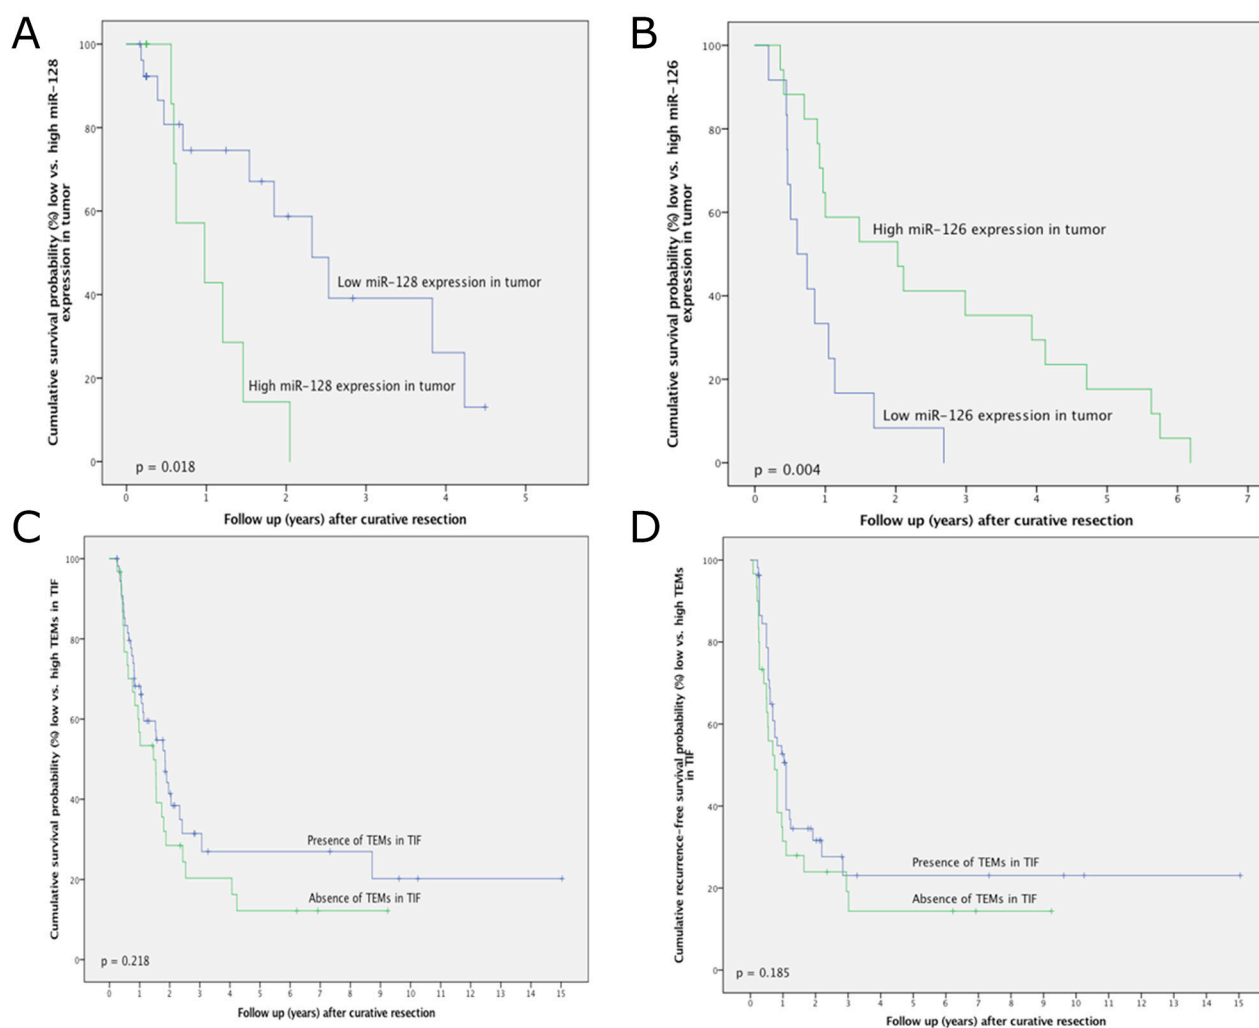 A
Cumulative survival probability (%) low vs. high miR-128
expression in tumor
100
80
60
40
20
0
Low miR-128 expression in tumor
High miR-128 expression in tumor
p = 0.018
0 1 2 3 4 5
Follow up (years) after curative resection
B
Cumulative survival probability (%) low vs. high miR-126
expression in tumor
100
80
60
40
20
0
High miR-126 expression in tumor
Low miR-126 expression in tumor
p = 0.004
0 1 2 3 4 5 6 7
Follow up (years) after curative resection
C
Cumulative survival probability (%) low vs. high TEMs in TIF
100
80
60
40
20
0
Presence of TEMs in TIF
Absence of TEMs in TIF
p = 0.218
0 1 2 3 4 5 6 7 8 9 10 11 12 13 14 15
Follow up (years) after curative resection
D
Cumulative recurrence-free survival probability (%) low vs. high TEMs
in TIF
100
80
60
40
20
0
Presence of TEMs in TIF
Absence of TEMs in TIF
p = 0.185
0 1 2 3 4 5 6 7 8 9 10 11 12 13 14 15
Follow up (years) after curative resection